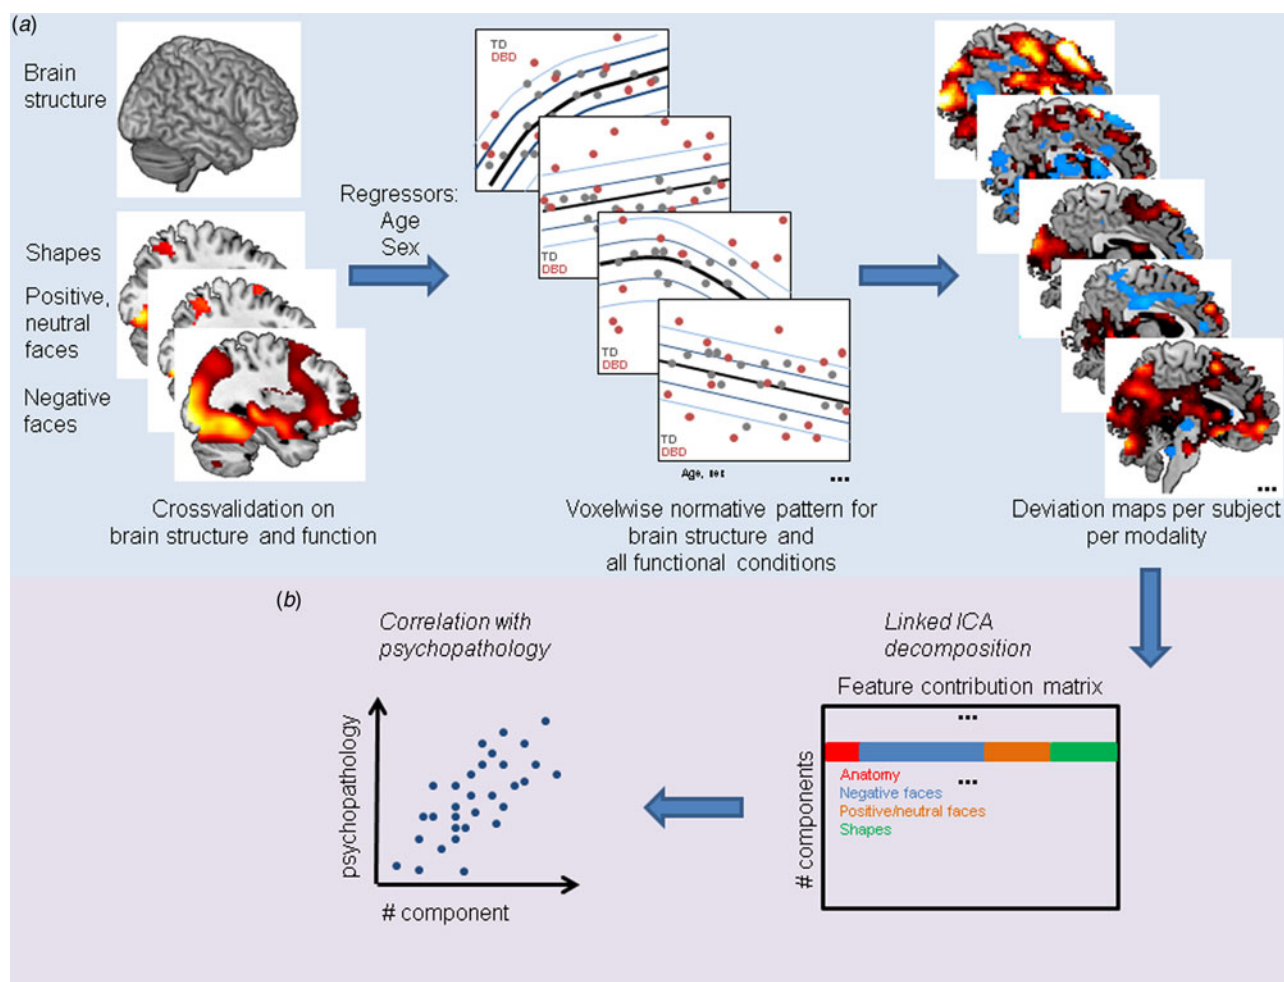 (a)
Brain
structure
Shapes
Positive,
neutral
faces
Negative
faces
Crossvalidation on
brain structure and function
Regressors:
Age
Sex
TD
DBD
TD
DBD
TD
DBD
TD
DBD
Age, sex
...
Voxelwise normative pattern for
brain structure and
all functional conditions
...
Deviation maps per subject
per modality
(b)
Correlation with
psychopathology
psychopathology
# component
Linked ICA
decomposition
Feature contribution matrix
...
# components
Anatomy
...
Negative faces
Positive/neutral faces
Shapes